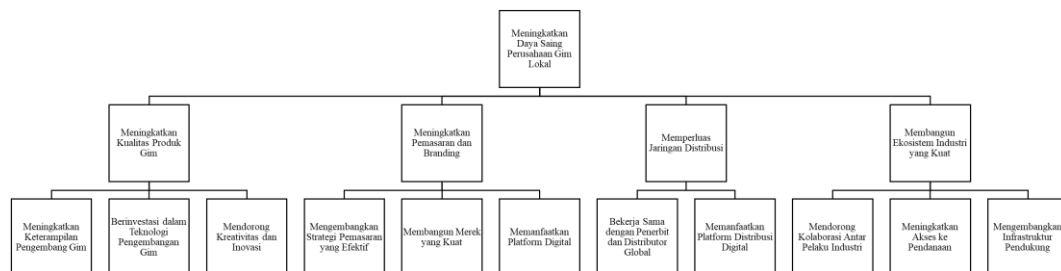 Meningkatkan
Daya Saing
Perusahaan Gim
Lokal
Meningkatkan
Kualitas Produk
Gim
Meningkatkan
Pemasaran dan
Branding
Memperluas
Jaringan Distribusi
Membangun
Ekosistem Industri
yang Kuat
Meningkatkan
Keterampilan
Pengembang Gim
Berinvestasi dalam
Teknologi
Pengembangan
Gim
Mendorong
Kreativitas dan
Inovasi
Mengembangkan
Strategi Pemasaran
yang Efektif
Membangun Merek
yang Kuat
Memanfaatkan
Platform Digital
Bekerja Sama
dengan Penerbit
dan Distributor
Global
Memanfaatkan
Platform Distribusi
Digital
Mendorong
Kolaborasi Antar
Pelaku Industri
Meningkatkan
Akses ke
Pendanaan
Mengembangkan
Infrastruktur
Pendukung